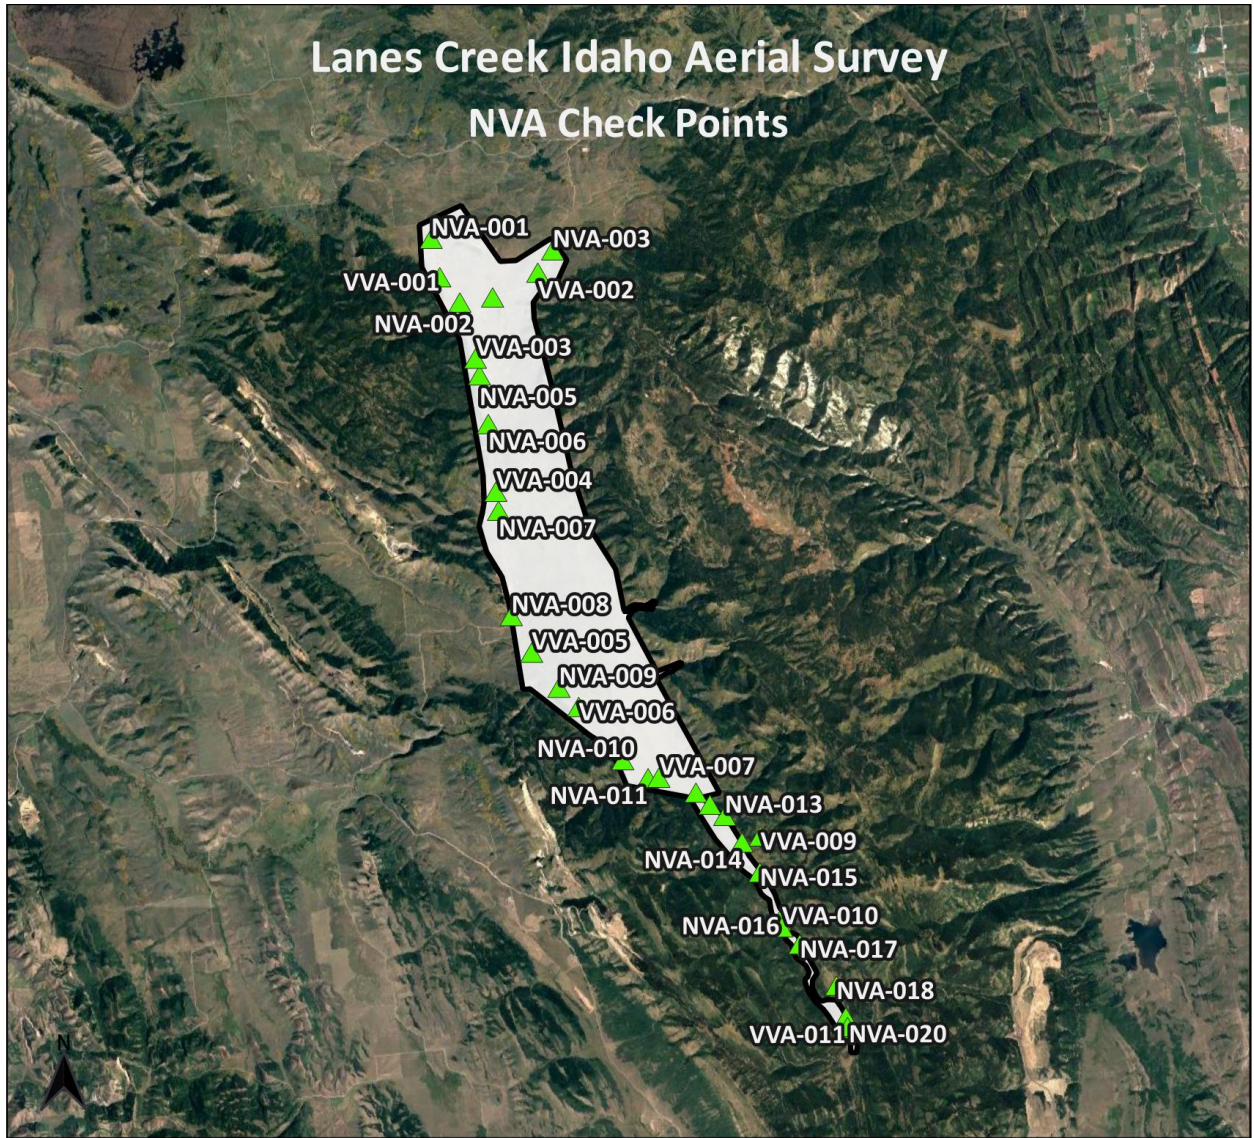 Lanes Creek Idaho Aerial Survey
NVA Check Points
NVA-001
NVA-003
VVA-001
VVA-002
NVA-002
VVA-003
NVA-005
NVA-006
VVA-004
NVA-007
NVA-008
VVA-005
NVA-009
VVA-006
NVA-010
VVA-007
NVA-011
NVA-013
VVA-009
NVA-014
NVA-015
VVA-010
NVA-016
NVA-017
NVA-018
VVA-011
NVA-020
N